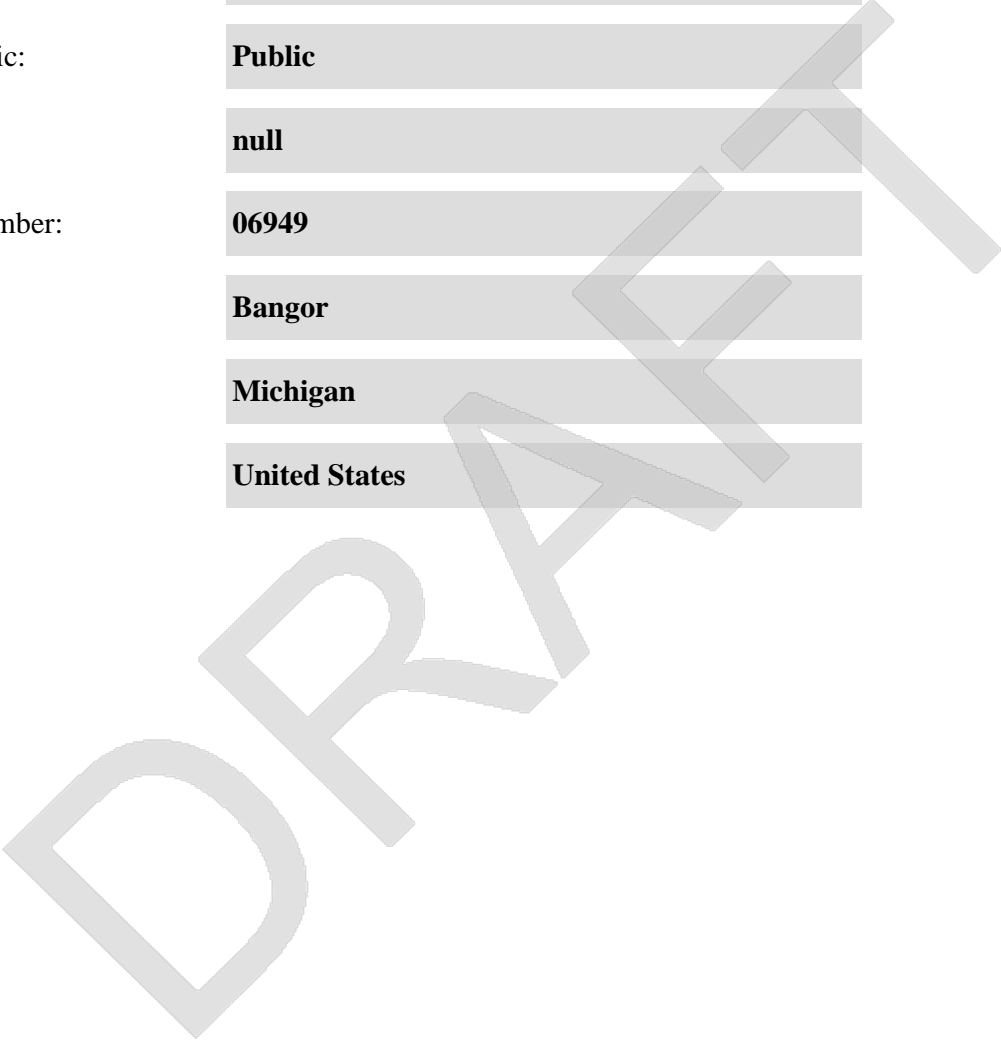 ic: Public
null
mber: 06949
Bangor
Michigan
United States
DRAFT